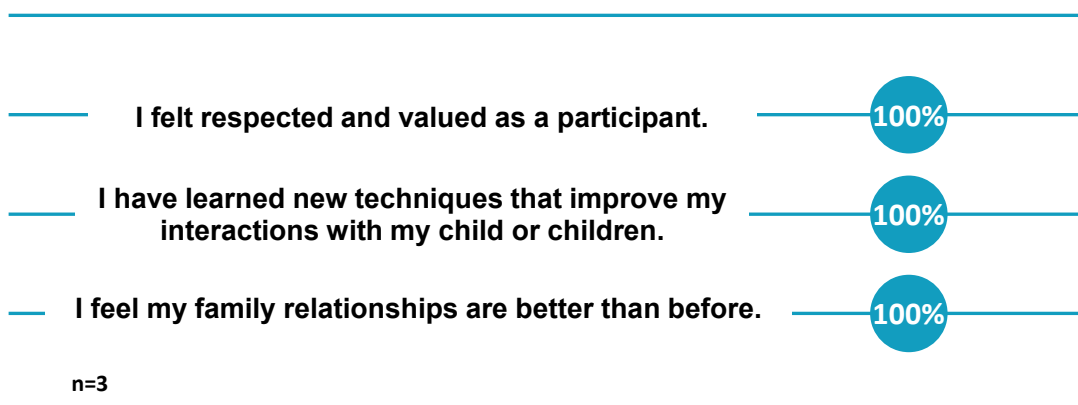 I felt respected and valued as a participant.
100%
I have learned new techniques that improve my
interactions with my child or children.
100%
I feel my family relationships are better than before.
100%
n=3